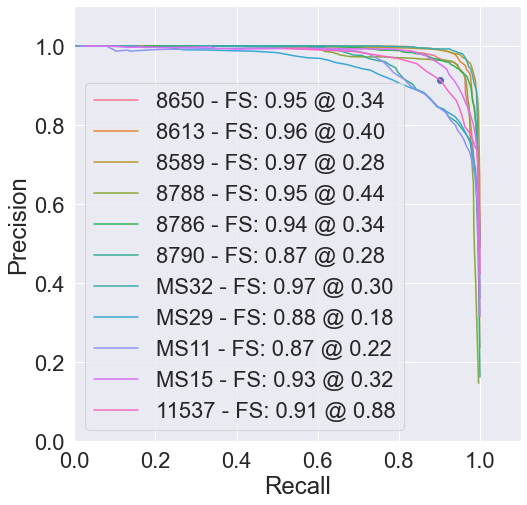 1.0
0.8
0.6
0.4
0.2
0.0
Precision
8650 - FS: 0.95 @ 0.34
8613 - FS: 0.96 @ 0.40
8589 - FS: 0.97 @ 0.28
8788 - FS: 0.95 @ 0.44
8786 - FS: 0.94 @ 0.34
8790 - FS: 0.87 @ 0.28
MS32 - FS: 0.97 @ 0.30
MS29 - FS: 0.88 @ 0.18
MS11 - FS: 0.87 @ 0.22
MS15 - FS: 0.93 @ 0.32
11537 - FS: 0.91 @ 0.88
0.0 0.2 0.4 0.6 0.8 1.0
Recall